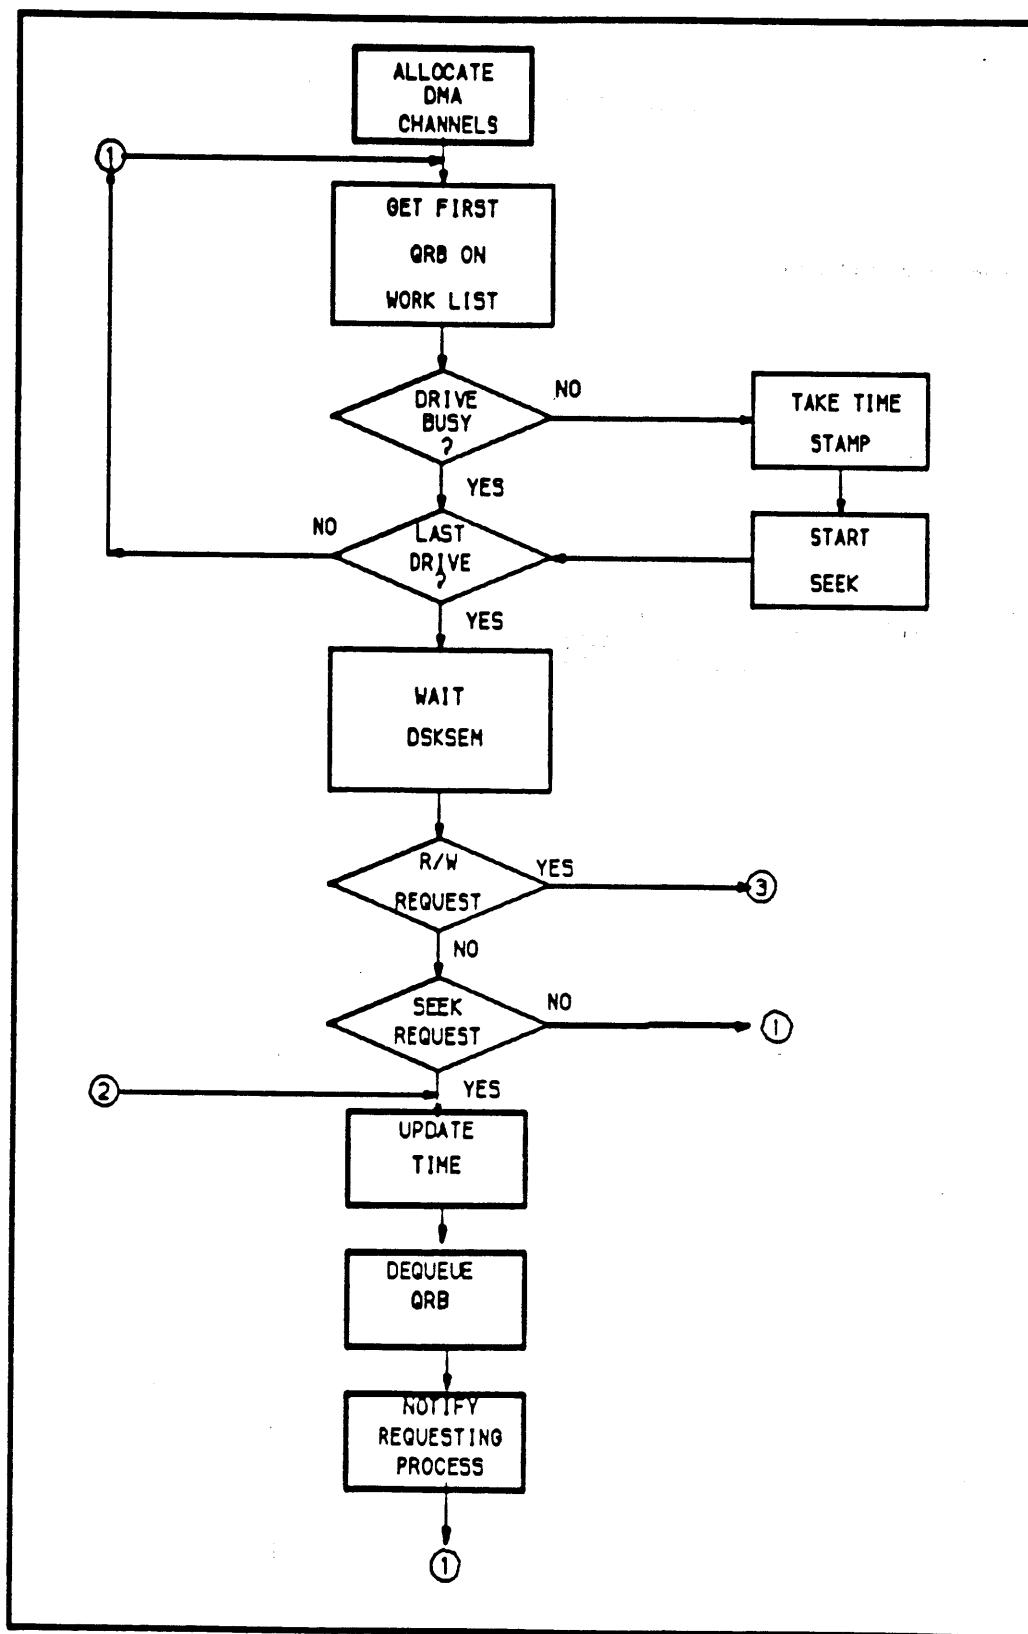 ALLOCATE
DMA
CHANNELS
1
GET FIRST
QRB ON
WORK LIST
DRIVE
BUSY
?
NO
TAKE TIME
STAMP
YES
NO
LAST
DRIVE
?
START
SEEK
YES
WAIT
DSKSEM
R/W
REQUEST
YES
3
NO
SEEK
REQUEST
NO
1
2
YES
UPDATE
TIME
DEQUEUE
QRB
NOTIFY
REQUESTING
PROCESS
1